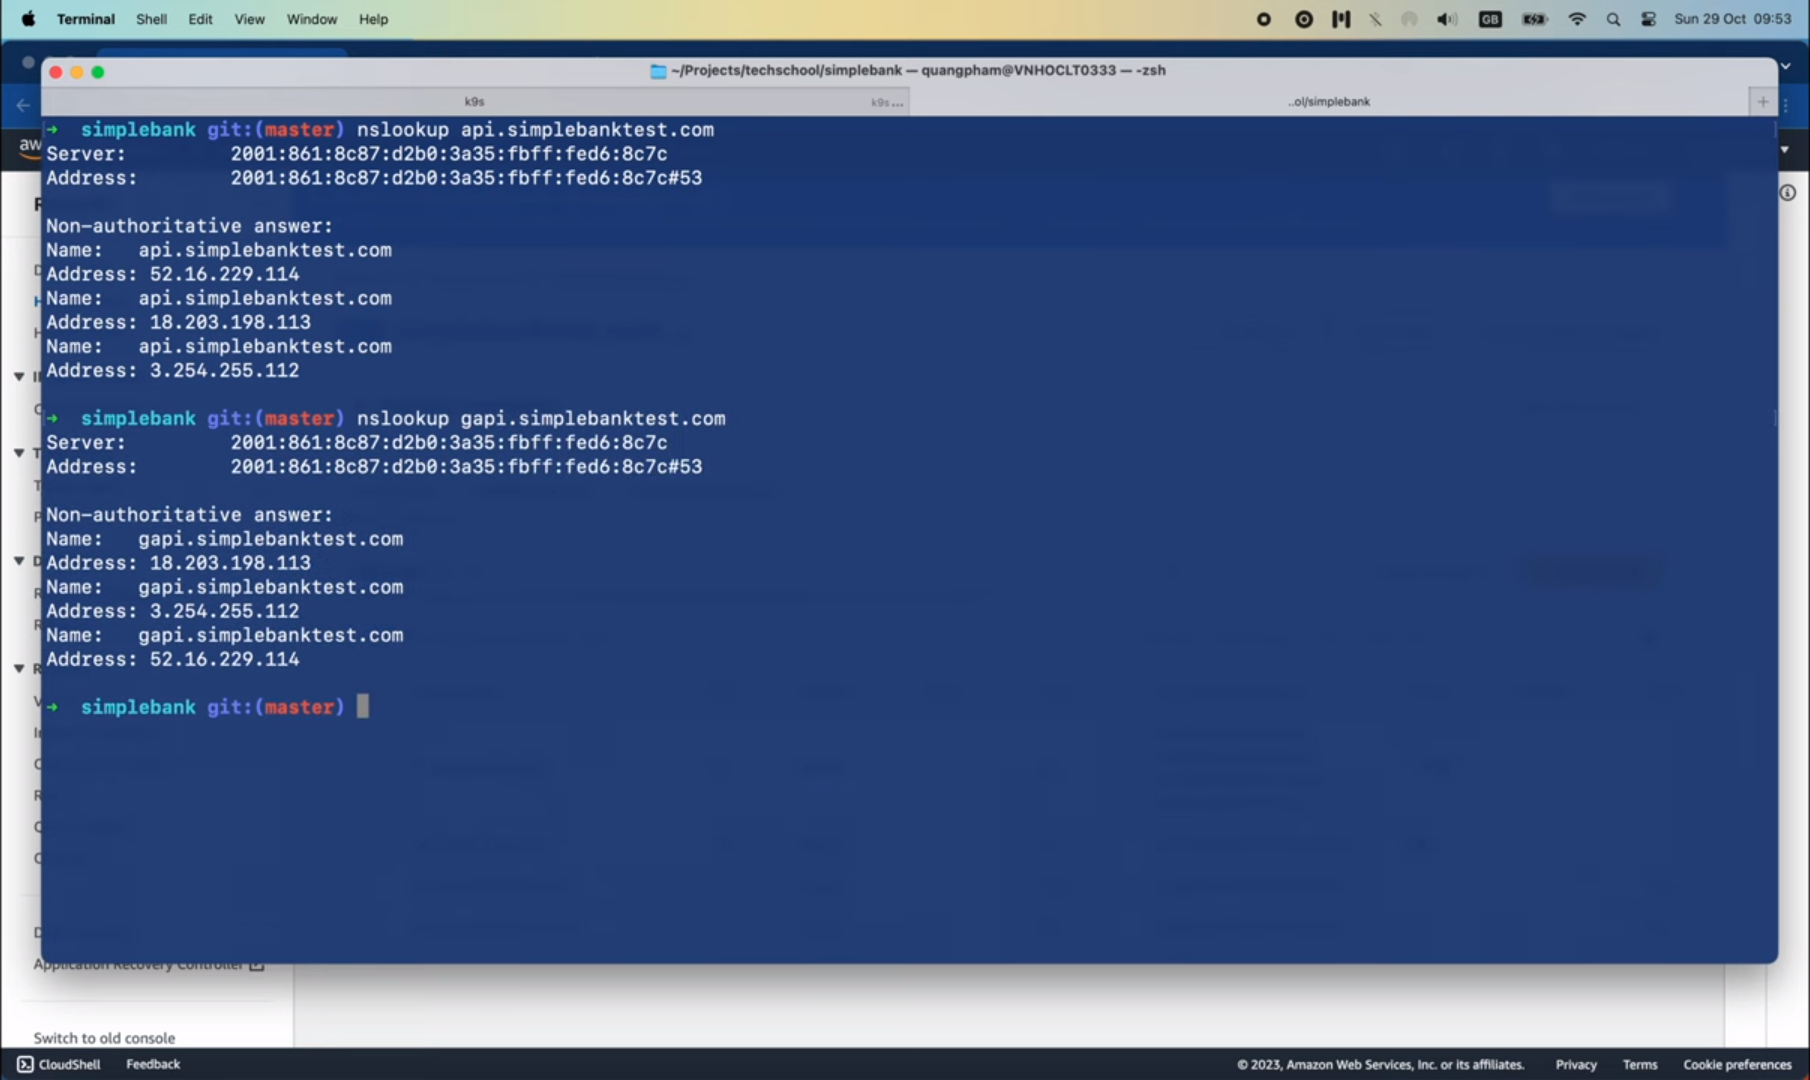 Terminal Shell Edit View Window Help GB Sun 29 Oct 09:53
~/Projects/techschool/simplebank — quangpham@VNHOCLT0333 — -zsh
k9s k9s... ..ol/simplebank +
➜ simplebank git:(master) nslookup api.simplebanktest.com
Server: 2001:861:8c87:d2b0:3a35:fbff:fed6:8c7c
Address: 2001:861:8c87:d2b0:3a35:fbff:fed6:8c7c#53
Non-authoritative answer:
Name: api.simplebanktest.com
Address: 52.16.229.114
Name: api.simplebanktest.com
Address: 18.203.198.113
Name: api.simplebanktest.com
Address: 3.254.255.112
➜ simplebank git:(master) nslookup gapi.simplebanktest.com
Server: 2001:861:8c87:d2b0:3a35:fbff:fed6:8c7c
Address: 2001:861:8c87:d2b0:3a35:fbff:fed6:8c7c#53
Non-authoritative answer:
Name: gapi.simplebanktest.com
Address: 18.203.198.113
Name: gapi.simplebanktest.com
Address: 3.254.255.112
Name: gapi.simplebanktest.com
Address: 52.16.229.114
➜ simplebank git:(master)
Application Recovery Controller
Switch to old console
CloudShell Feedback © 2023, Amazon Web Services, Inc. or its affiliates. Privacy Terms Cookie preferences